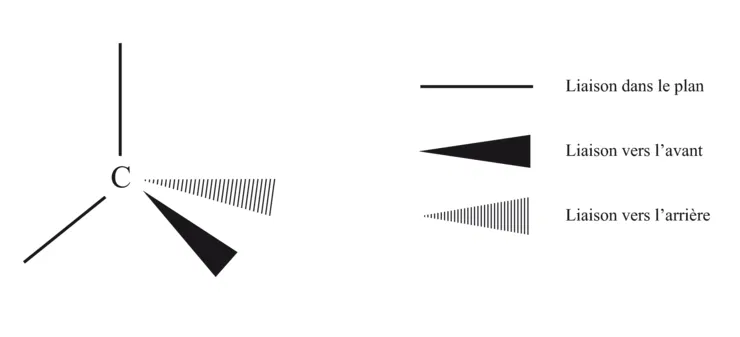 C
Liaison dans le plan
Liaison vers l’avant
Liaison vers l’arrière